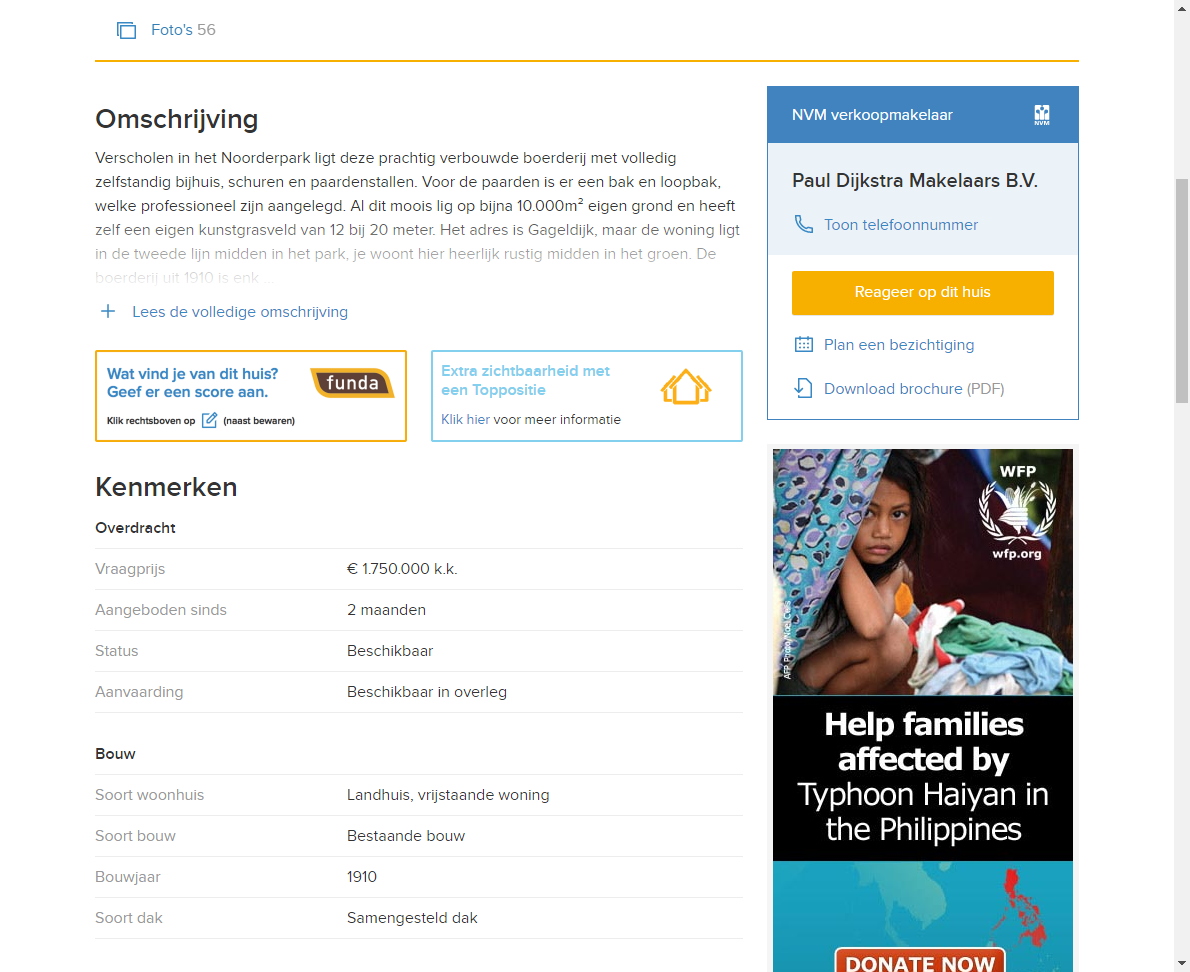 Foto's 56
Omschrijving
Verscholen in het Noorderpark ligt deze prachtig verbouwde boerderij met volledig
zelfstandig bijhuis, schuren en paardenstallen. Voor de paarden is er een bak en loopbak,
welke professioneel zijn aangelegd. Al dit moois lig op bijna 10.000m² eigen grond en heeft
zelf een eigen kunstgrasveld van 12 bij 20 meter. Het adres is Gageldijk, maar de woning ligt
in de tweede lijn midden in het park, je woont hier heerlijk rustig midden in het groen. De
boerderij uit 1910 is enk ...
Lees de volledige omschrijving
Wat vind je van dit huis?
Geef er een score aan.
funda
Klik rechtsboven op (naast bewaren)
Extra zichtbaarheid met
een Toppositie
Klik hier voor meer informatie
Kenmerken
Overdracht
Vraagprijs € 1.750.000 k.k.
Aangeboden sinds 2 maanden
Status Beschikbaar
Aanvaarding Beschikbaar in overleg
Bouw
Soort woonhuis Landhuis, vrijstaande woning
Soort bouw Bestaande bouw
Bouwjaar 1910
Soort dak Samengesteld dak
NVM verkoopmakelaar
NVM
Paul Dijkstra Makelaars B.V.
Toon telefoonnummer
Reageer op dit huis
Plan een bezichtiging
Download brochure (PDF)
WFP
wfp.org
Help families
affected by
Typhoon Haiyan in
the Philippines
DONATE NOW